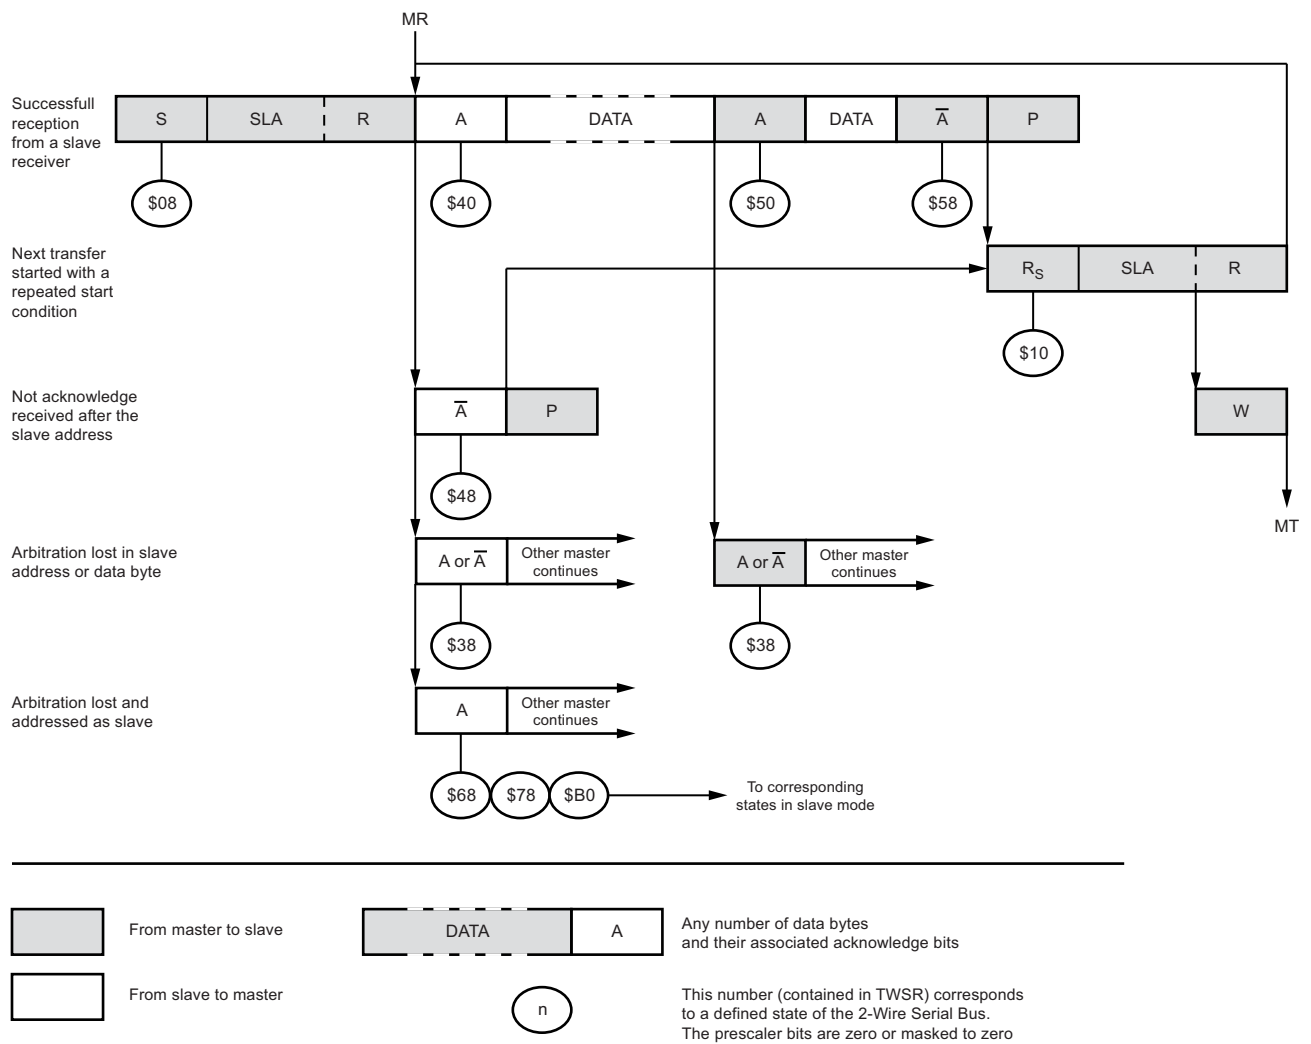 MR
Successfull
reception
from a slave
receiver
S SLA R A DATA A DATA A̅ P
$08 $40 $50 $58
Next transfer
started with a
repeated start
condition
RS SLA R
$10
Not acknowledge
received after the
slave address
A̅ P
W
$48
MT
Arbitration lost in slave
address or data byte
A or A̅ Other master
continues
A or A̅ Other master
continues
$38 $38
Arbitration lost and
addressed as slave
A Other master
continues
$68 $78 $B0
To corresponding
states in slave mode
From master to slave
DATA A
Any number of data bytes
and their associated acknowledge bits
From slave to master
n
This number (contained in TWSR) corresponds
to a defined state of the 2-Wire Serial Bus.
The prescaler bits are zero or masked to zero